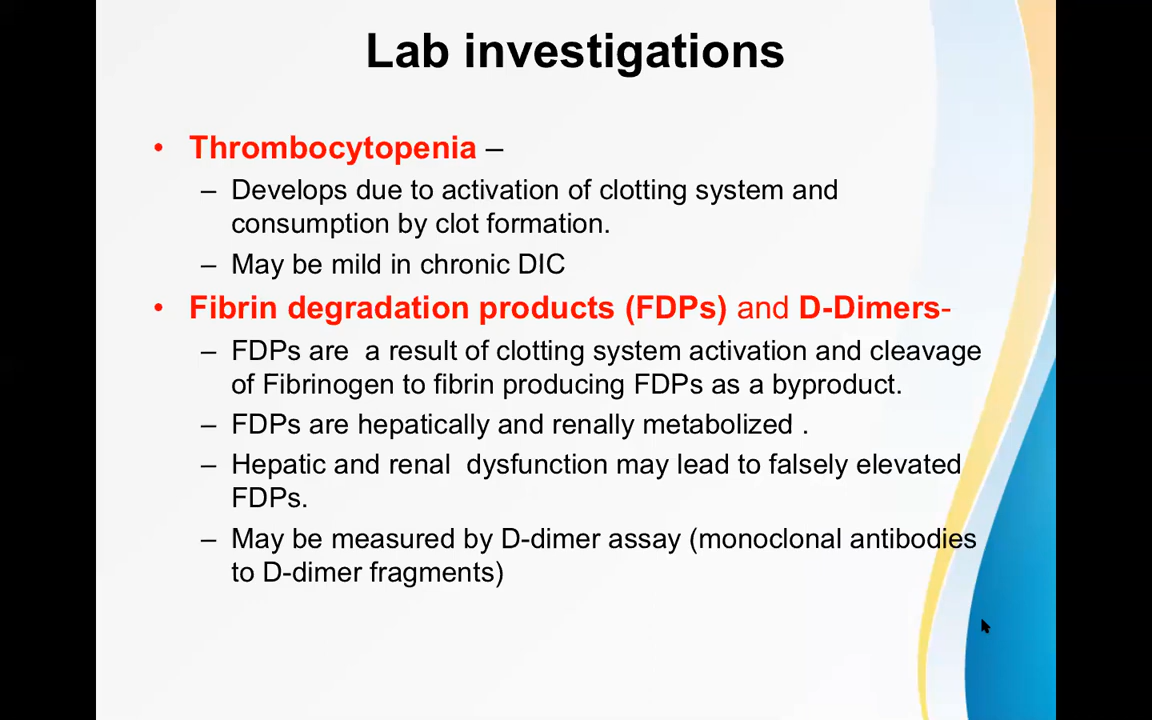 Lab investigations
• Thrombocytopenia –
– Develops due to activation of clotting system and
consumption by clot formation.
– May be mild in chronic DIC
• Fibrin degradation products (FDPs) and D-Dimers-
– FDPs are  a result of clotting system activation and cleavage
of Fibrinogen to fibrin producing FDPs as a byproduct.
– FDPs are hepatically and renally metabolized .
– Hepatic and renal  dysfunction may lead to falsely elevated
FDPs.
– May be measured by D-dimer assay (monoclonal antibodies
to D-dimer fragments)